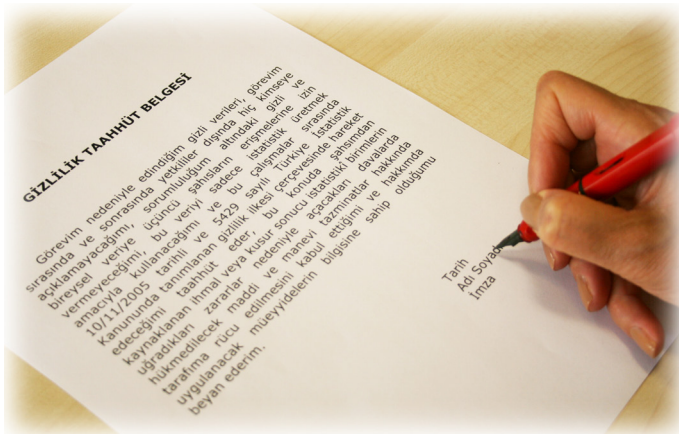 GİZLİLİK TAAHHÜT BELGESİ
Görevim nedeniyle edindiğim gizli verileri, görevim
sırasında ve sonrasında yetkililer dışında hiç kimseye
açıklamayacağımı, sorumluluğum altındaki gizli ve
bireysel veriye üçüncü şahısların erişmelerine izin
vermeyeceğimi, bu veriyi sadece istatistik üretmek
amacıyla kullanacağımı ve bu çalışmalar sırasında
10/11/2005 tarihli ve 5429 sayılı Türkiye İstatistik
Kanununda tanımlanan gizlilik ilkesi çerçevesinde hareket
edeceğimi taahhüt eder, bu konuda şahsımdan
kaynaklanan ihmal veya kusur sonucu istatistiki birimlerin
uğradıkları zararlar nedeniyle açacakları davalarda
hükmedilecek maddi ve manevi tazminatlar hakkında
tarafıma rücu edilmesini kabul ettiğimi ve hakkımda
uygulanacak müeyyidelerin bilgisine sahip olduğumu
beyan ederim.
Tarih
Adı Soyadı
İmza